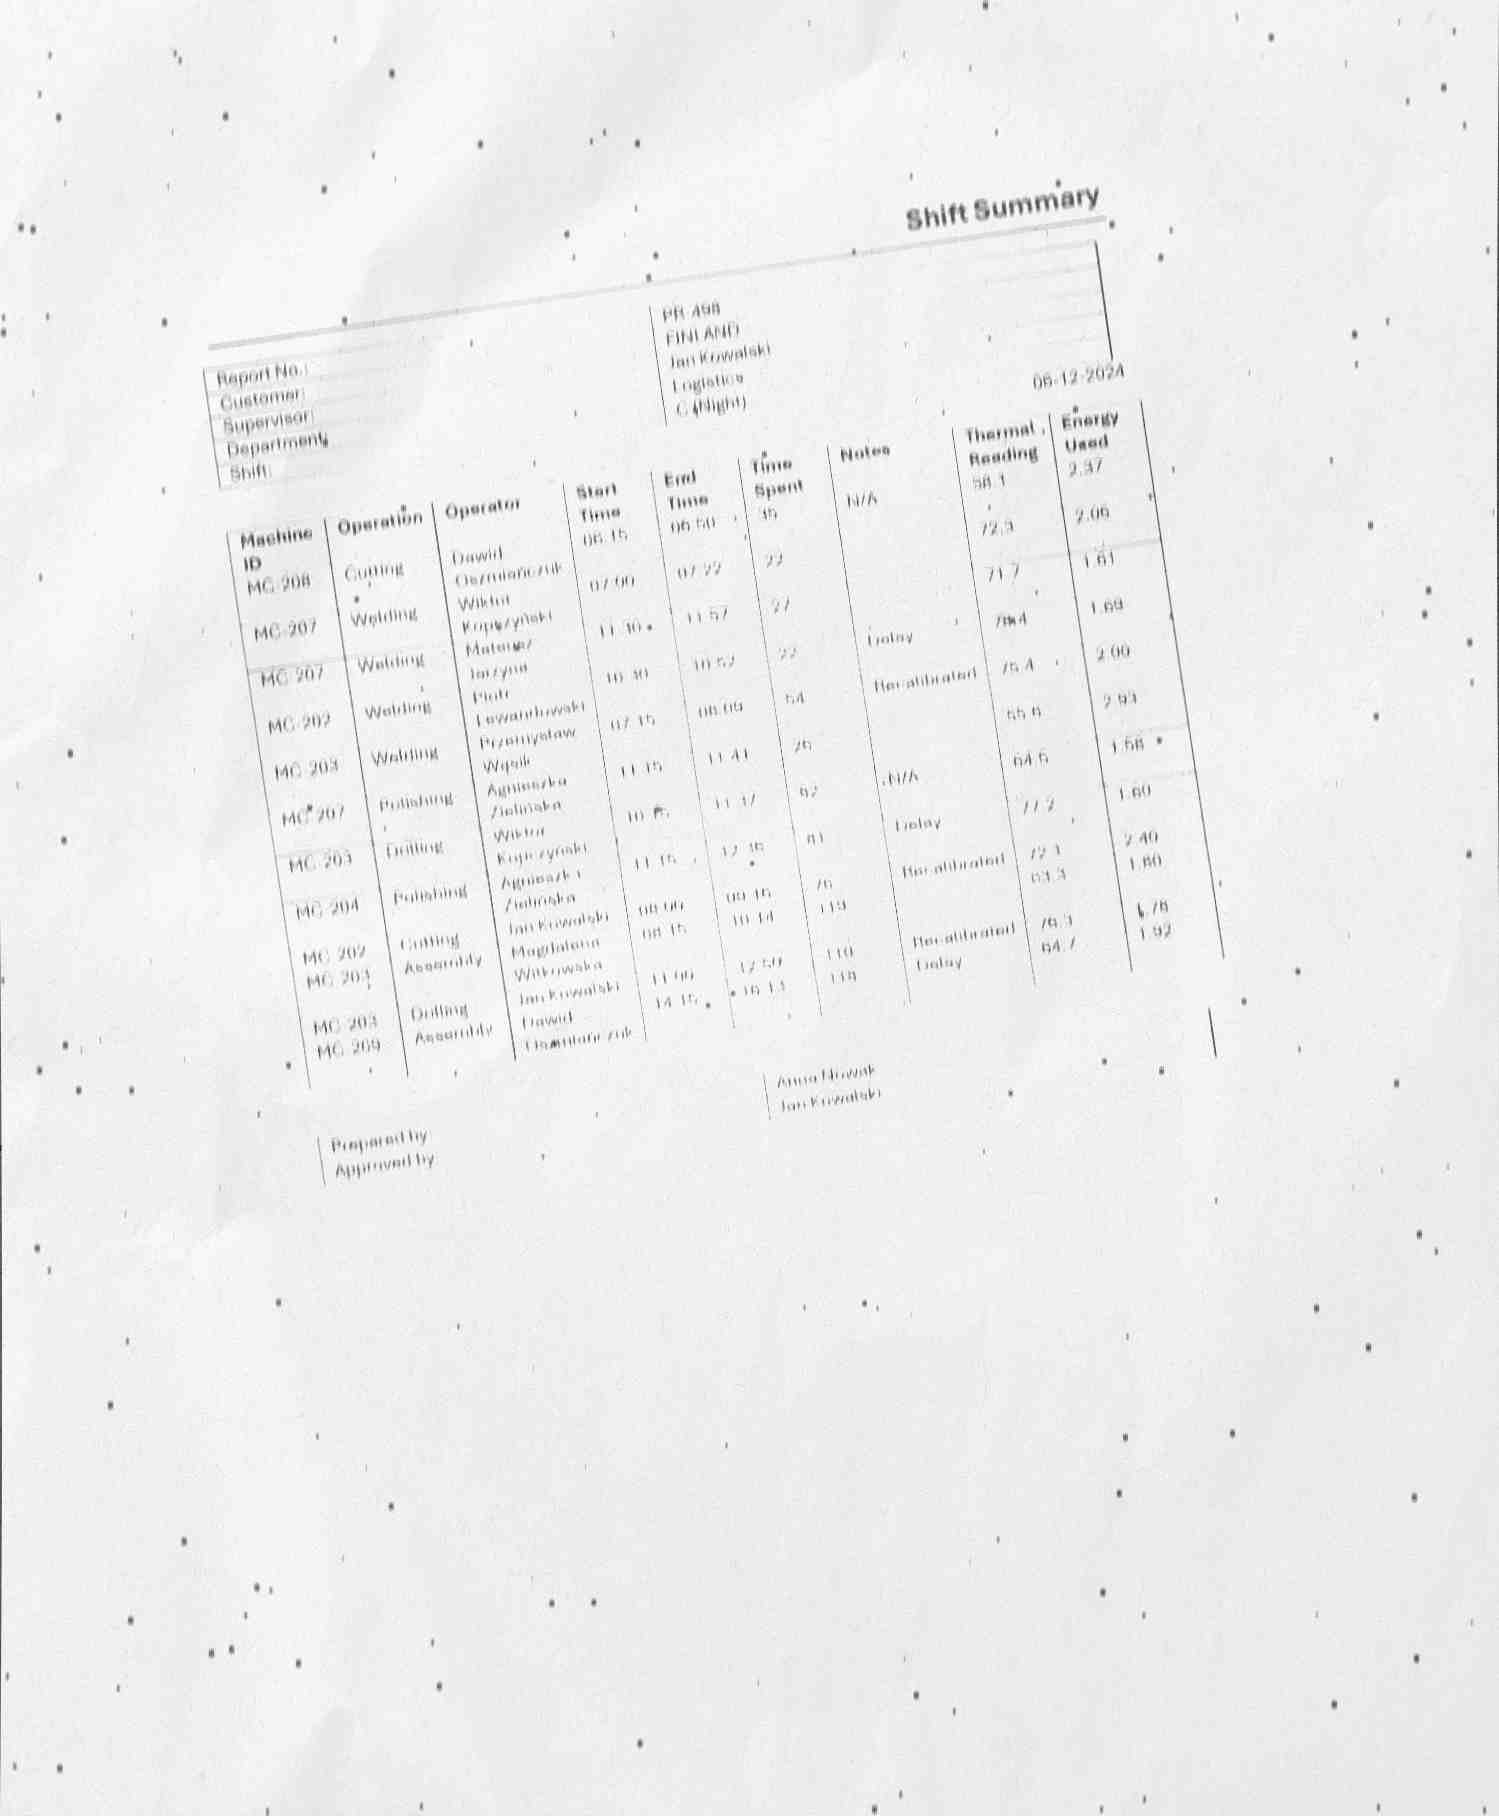 Shift Summary
Report No.: PR-498
Customer: FINLAND
Supervisor: Jan Kowalski
Department: Logistics
Shift: C (Night)
06-12-2024
Machine ID Operation Operator Start Time End Time Time Spent Notes Thermal Reading Energy Used
MC-208 Cutting Dawid 06:15 06:50 35 N/A 58.1 2.37
MC-207 Welding Wiktor Kopczyński 07:00 07:22 22 72.3 2.06
MC-207 Welding Mateusz Jarzyna 11:30 11:57 27 71.7 1.61
MC-202 Welding Piotr Lewandowski 10:30 10:52 22 Delay 78.4 1.69
MC-203 Welding Przemysław Wąsik 07:15 08:09 54 Recalibrated 75.4 2.00
MC-207 Polishing Agnieszka Zielińska 11:15 11:41 26 55.6 2.93
MC-203 Drilling Wiktor Kopczyński 10:15 11:17 62 N/A 64.5 1.58
MC-204 Polishing Agnieszka Zielińska 11:15 12:36 81 Delay 77.2 1.60
MC-202 Cutting Jan Kowalski 08:00 09:16 76 Recalibrated 72.1 2.40
Assembly Magdalena Witkowska 08:15 10:14 119 63.3 1.80
MC-203 Drilling Jan Kowalski 11:00 12:50 110 Recalibrated 76.3 1.78
MC-209 Assembly Dawid 14:15 16:13 118 Delay 64.7 1.92
Prepared by Anna Nowak
Approved by Jan Kowalski